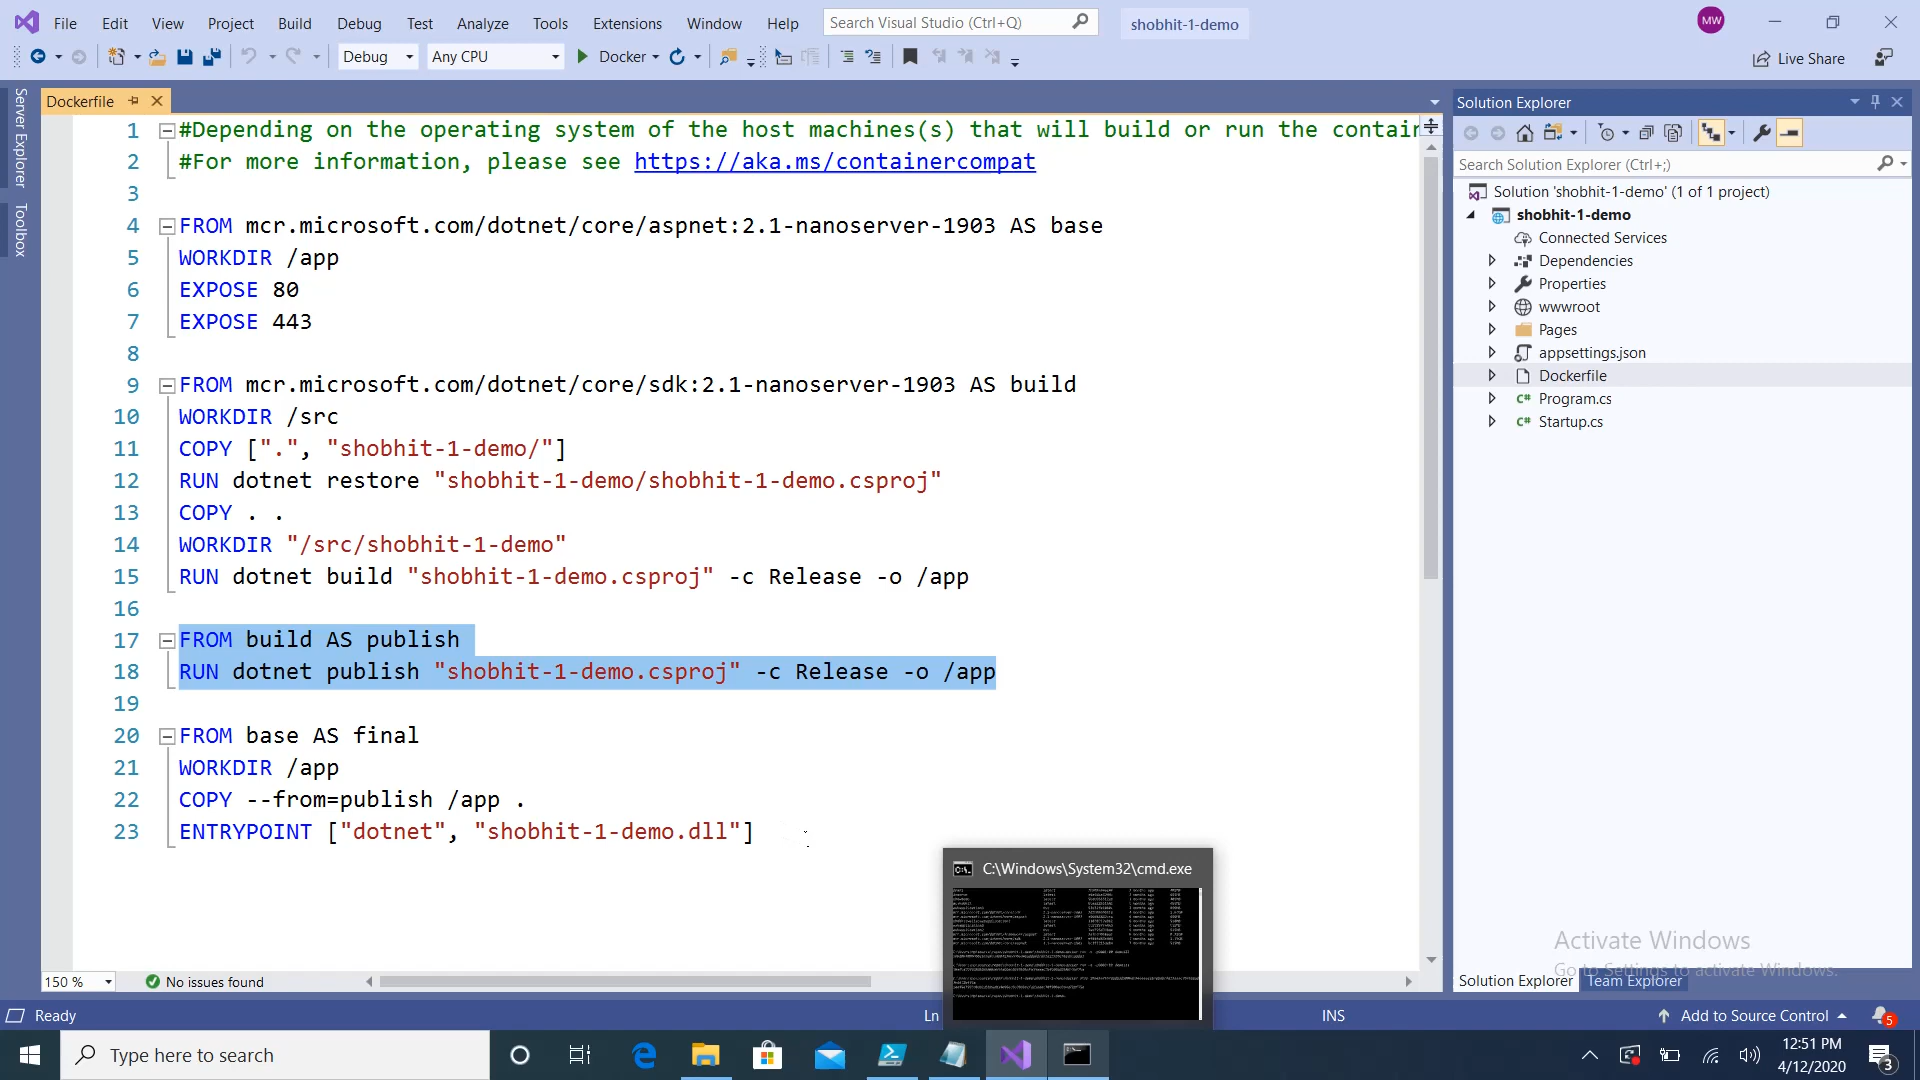 File Edit View Project Build Debug Test Analyze Tools Extensions Window Help Search Visual Studio (Ctrl+Q) shobhit-1-demo MW
Debug Any CPU Docker Live Share
Server Explorer
Toolbox
Dockerfile
1 #Depending on the operating system of the host machines(s) that will build or run the contain
2 #For more information, please see https://aka.ms/containercompat
3
4 FROM mcr.microsoft.com/dotnet/core/aspnet:2.1-nanoserver-1903 AS base
5 WORKDIR /app
6 EXPOSE 80
7 EXPOSE 443
8
9 FROM mcr.microsoft.com/dotnet/core/sdk:2.1-nanoserver-1903 AS build
10 WORKDIR /src
11 COPY [".", "shobhit-1-demo/"]
12 RUN dotnet restore "shobhit-1-demo/shobhit-1-demo.csproj"
13 COPY . .
14 WORKDIR "/src/shobhit-1-demo"
15 RUN dotnet build "shobhit-1-demo.csproj" -c Release -o /app
16
17 FROM build AS publish
18 RUN dotnet publish "shobhit-1-demo.csproj" -c Release -o /app
19
20 FROM base AS final
21 WORKDIR /app
22 COPY --from=publish /app .
23 ENTRYPOINT ["dotnet", "shobhit-1-demo.dll"]
150 % No issues found
Solution Explorer
Search Solution Explorer (Ctrl+;)
Solution 'shobhit-1-demo' (1 of 1 project)
shobhit-1-demo
Connected Services
Dependencies
Properties
wwwroot
Pages
appsettings.json
Dockerfile
C# Program.cs
C# Startup.cs
Activate Windows
Go to Settings to activate Windows.
Solution Explorer Team Explorer
C:\Windows\System32\cmd.exe
Ready Ln INS Add to Source Control 5
Type here to search
12:51 PM
4/12/2020
3